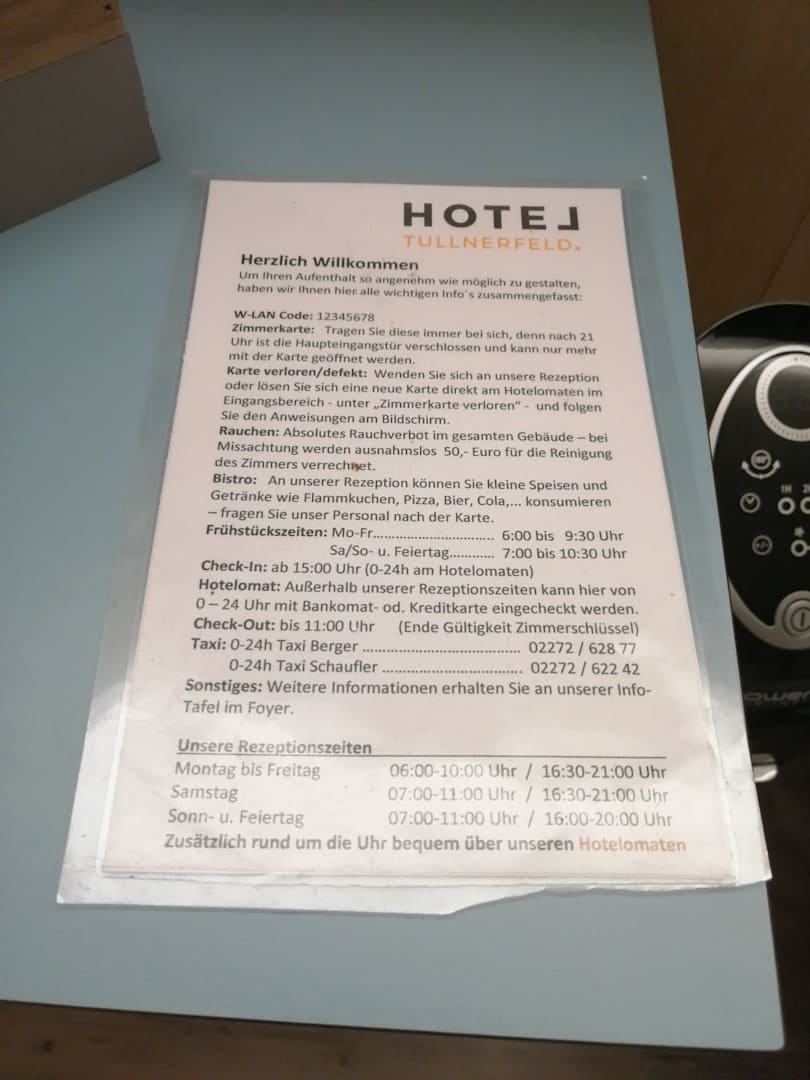 HOTEL
TULLNERFELD.
Herzlich Willkommen
Um Ihren Aufenthalt so angenehm wie möglich zu gestalten,
haben wir Ihnen hier alle wichtigen Info´s zusammengefasst:
W-LAN Code: 12345678
Zimmerkarte: Tragen Sie diese immer bei sich, denn nach 21
Uhr ist die Haupteingangstür verschlossen und kann nur mehr
mit der Karte geöffnet werden.
Karte verloren/defekt: Wenden Sie sich an unsere Rezeption
oder lösen Sie sich eine neue Karte direkt am Hotelomaten im
Eingangsbereich - unter „Zimmerkarte verloren“ - und folgen
Sie den Anweisungen am Bildschirm.
Rauchen: Absolutes Rauchverbot im gesamten Gebäude – bei
Missachtung werden ausnahmslos 50,- Euro für die Reinigung
des Zimmers verrechnet.
Bistro: An unserer Rezeption können Sie kleine Speisen und
Getränke wie Flammkuchen, Pizza, Bier, Cola,... konsumieren
– fragen Sie unser Personal nach der Karte.
Frühstückszeiten: Mo-Fr.............................. 6:00 bis 9:30 Uhr
Sa/So- u. Feiertag........... 7:00 bis 10:30 Uhr
Check-In: ab 15:00 Uhr (0-24h am Hotelomaten)
Hotelomat: Außerhalb unserer Rezeptionszeiten kann hier von
0 – 24 Uhr mit Bankomat- od. Kreditkarte eingecheckt werden.
Check-Out: bis 11:00 Uhr (Ende Gültigkeit Zimmerschlüssel)
Taxi: 0-24h Taxi Berger ...................................... 02272 / 628 77
0-24h Taxi Schaufler .................................. 02272 / 622 42
Sonstiges: Weitere Informationen erhalten Sie an unserer Info-
Tafel im Foyer.
Unsere Rezeptionszeiten
Montag bis Freitag 06:00-10:00 Uhr / 16:30-21:00 Uhr
Samstag 07:00-11:00 Uhr / 16:30-21:00 Uhr
Sonn- u. Feiertag 07:00-11:00 Uhr / 16:00-20:00 Uhr
Zusätzlich rund um die Uhr bequem über unseren Hotelomaten
1H